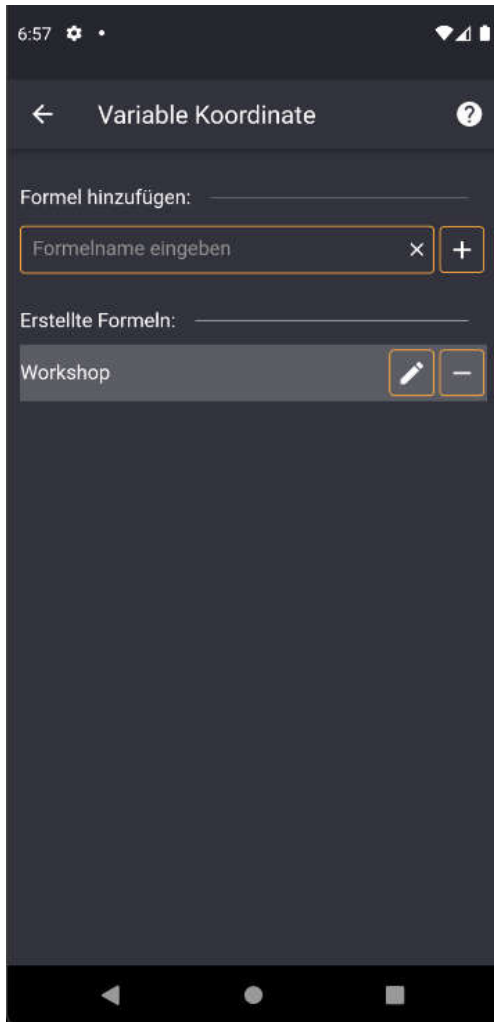 6:57
Variable Koordinate
Formel hinzufügen:
Formelname eingeben
Erstellte Formeln:
Workshop